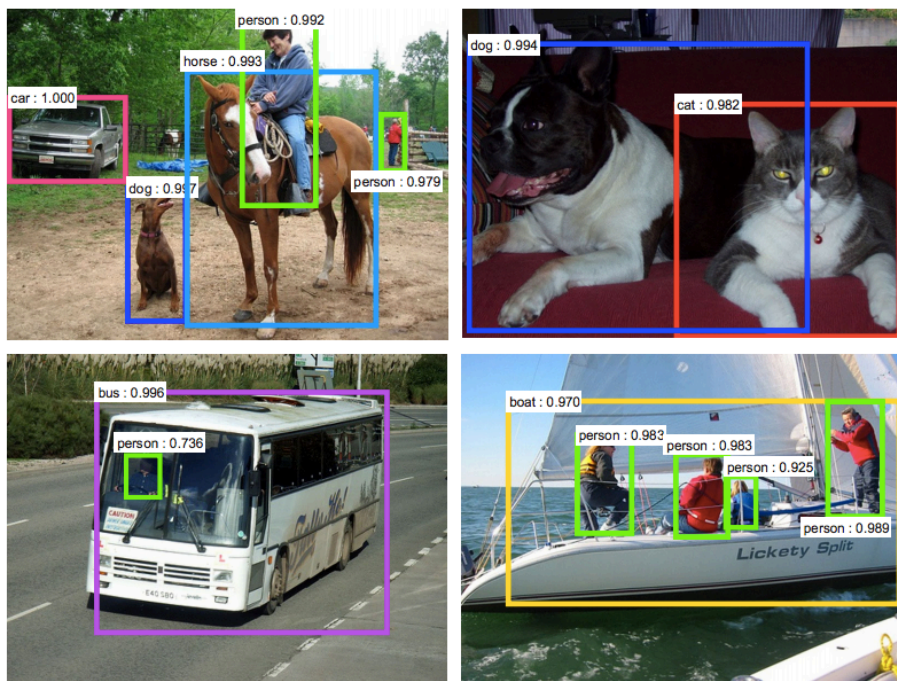 person : 0.992
horse : 0.993
car : 1.000
dog : 0.997
person : 0.979
dog : 0.994
cat : 0.982
bus : 0.996
person : 0.736
CAUTION
L
L
E40 SBO
boat : 0.970
person : 0.983
person : 0.983
person : 0.925
person : 0.989
Lickety Split